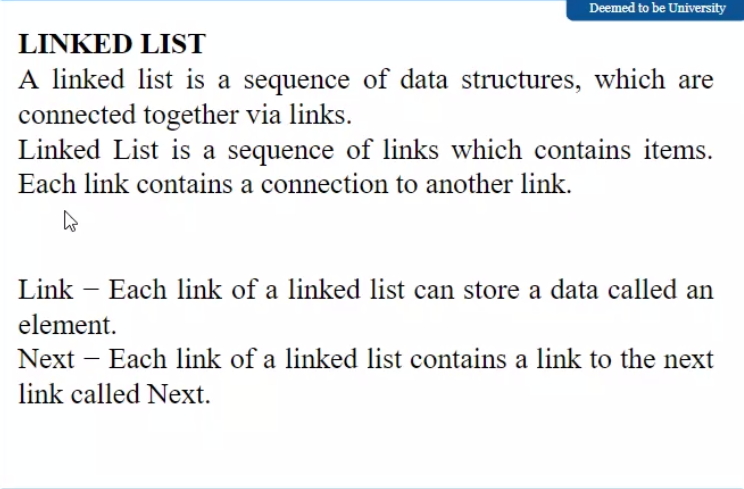 Deemed to be University
LINKED LIST
A linked list is a sequence of data structures, which are
connected together via links.
Linked List is a sequence of links which contains items.
Each link contains a connection to another link.
Link − Each link of a linked list can store a data called an
element.
Next − Each link of a linked list contains a link to the next
link called Next.